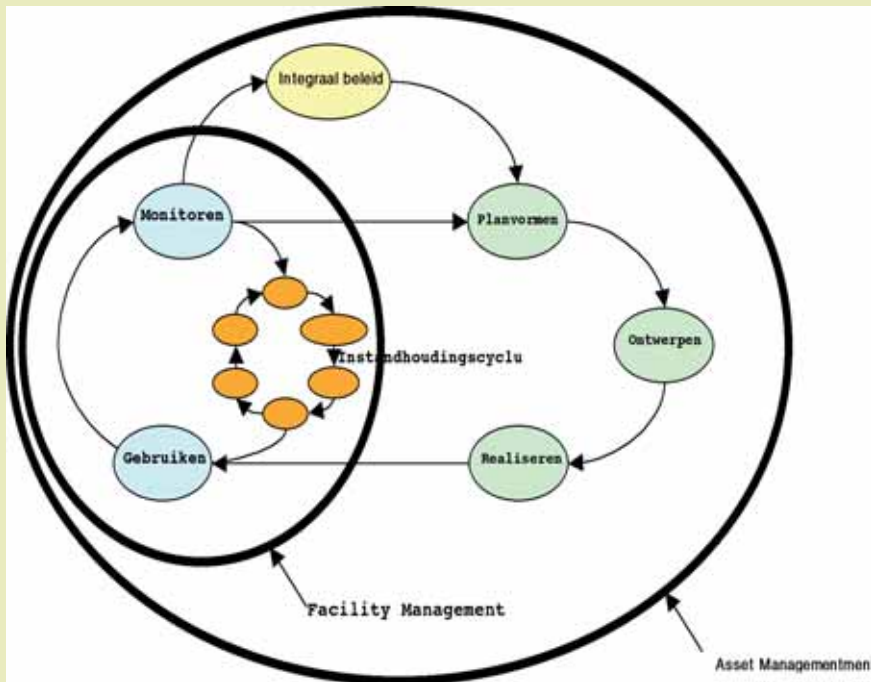 Integraal beleid
Monitoren
Planvormen
Ontwerpen
Instandhoudingscyclu
Gebruiken
Realiseren
Facility Management
Asset Managementmen